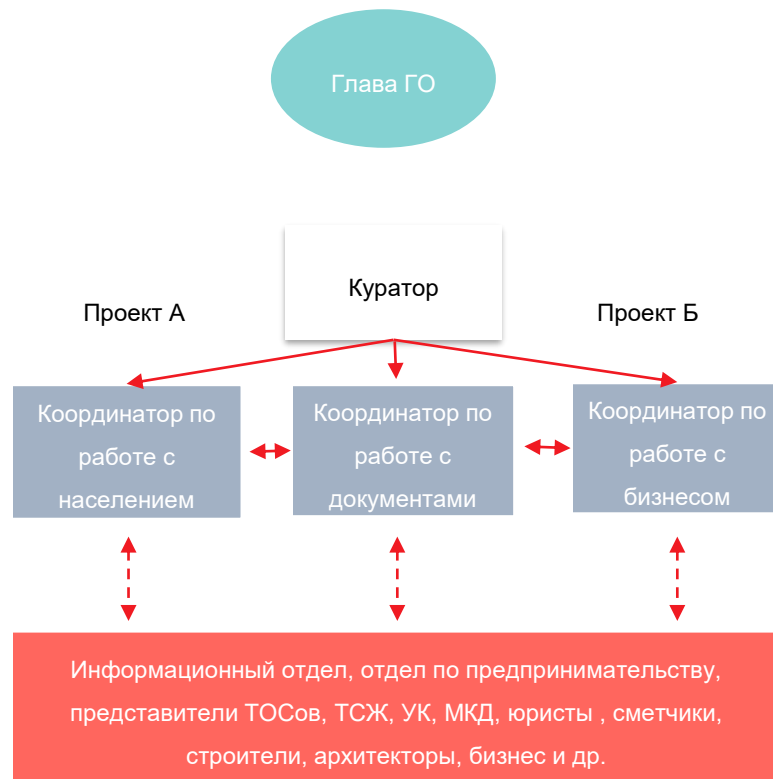 Глава ГО
Куратор
Проект А
Проект Б
Координатор по
работе с
населением
Координатор по
работе с
документами
Координатор по
работе с
бизнесом
Информационный отдел, отдел по предпринимательству,
представители ТОСов, ТСЖ, УК, МКД, юристы , сметчики,
строители, архитекторы, бизнес и др.